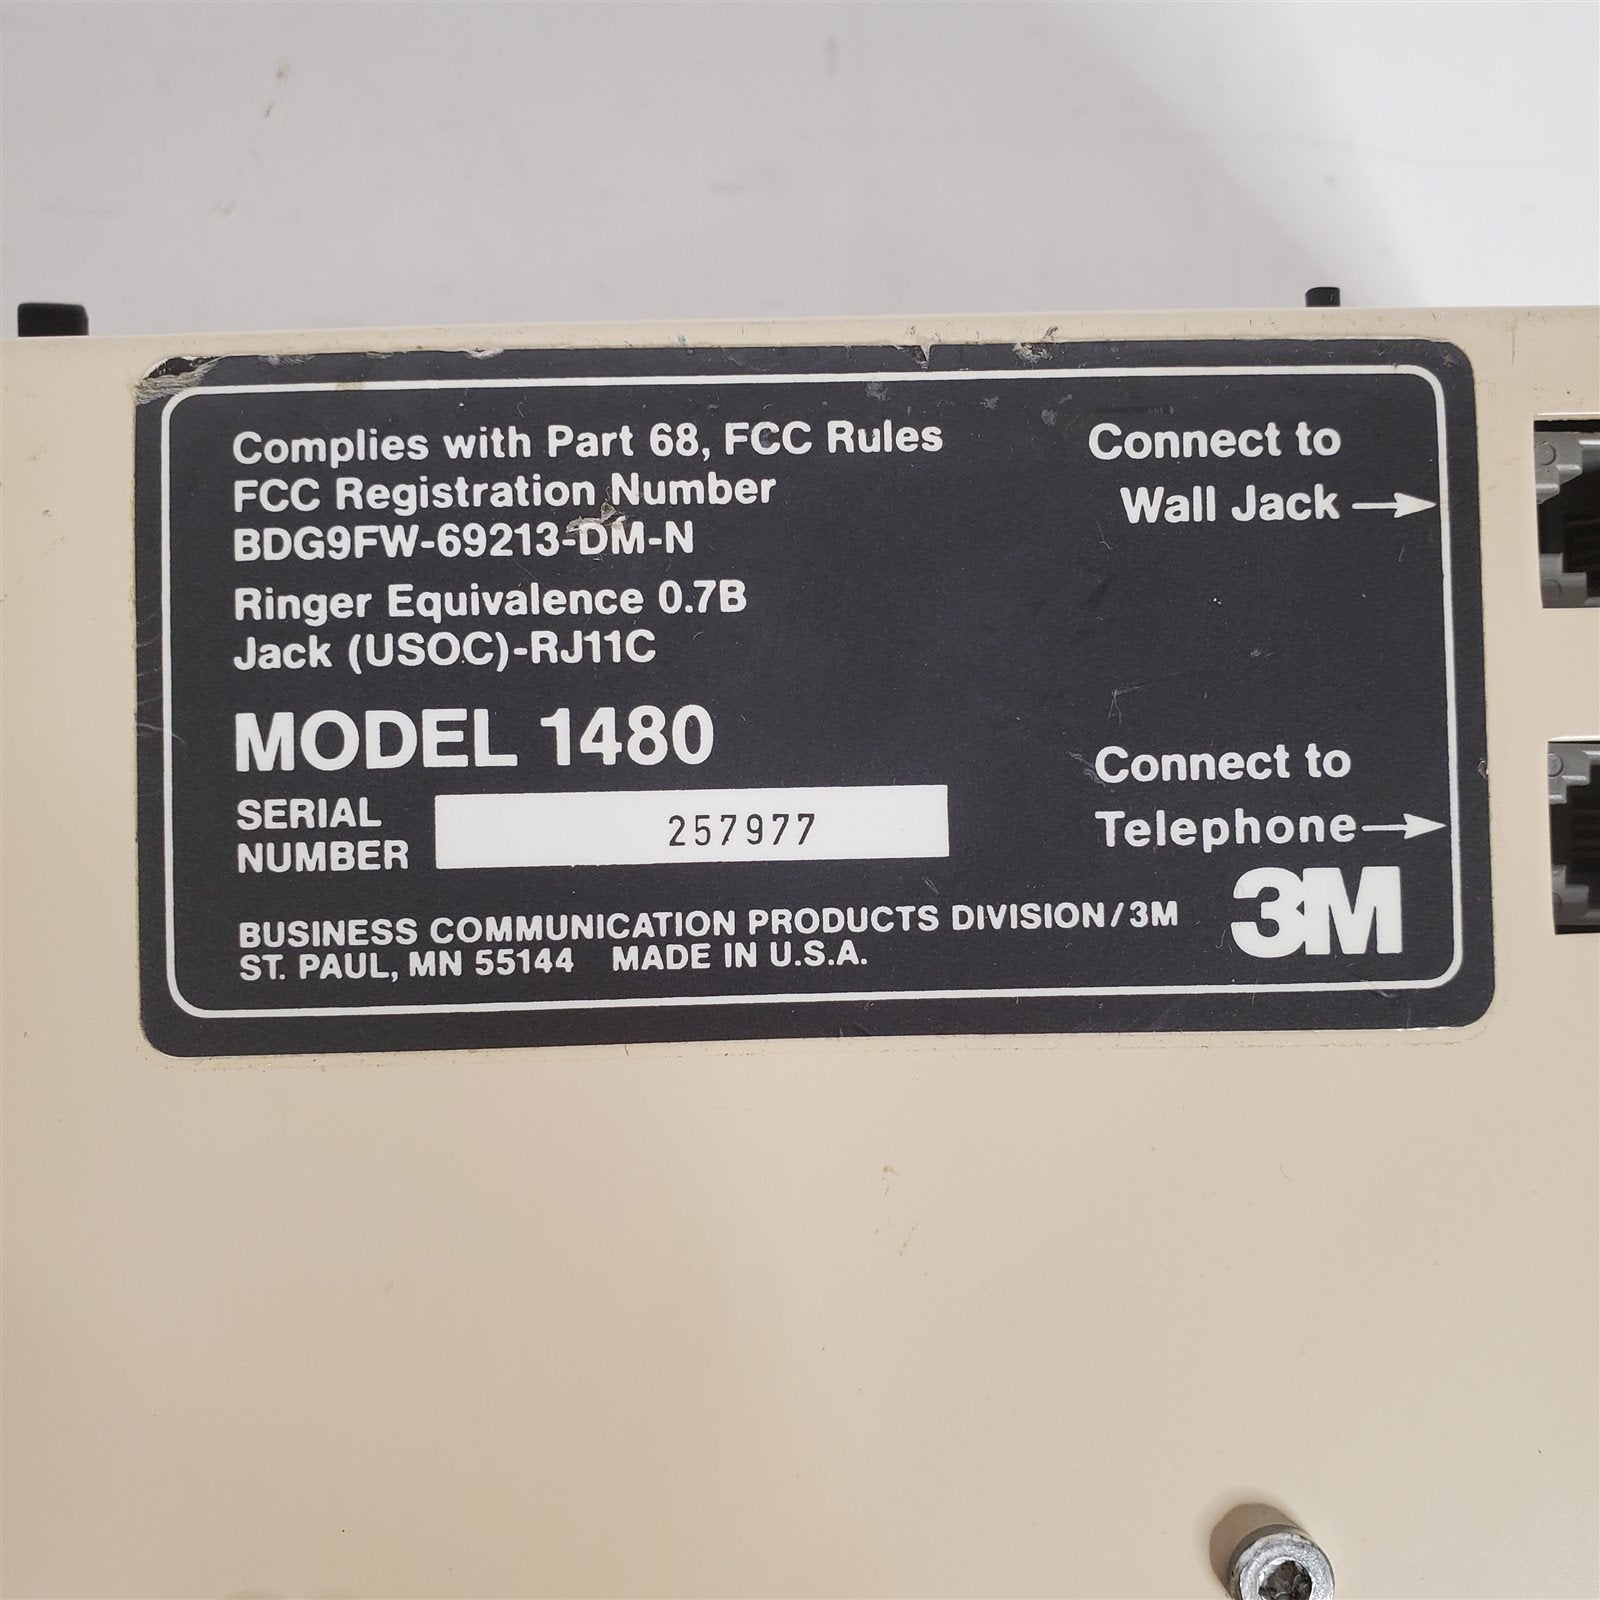 Complies with Part 68, FCC Rules
FCC Registration Number
BDG9FW-69213-DM-N
Ringer Equivalence 0.7B
Jack (USOC)-RJ11C
MODEL 1480
SERIAL
NUMBER 257977
BUSINESS COMMUNICATION PRODUCTS DIVISION/3M
ST. PAUL, MN 55144 MADE IN U.S.A.
Connect to
Wall Jack
Connect to
Telephone
3M